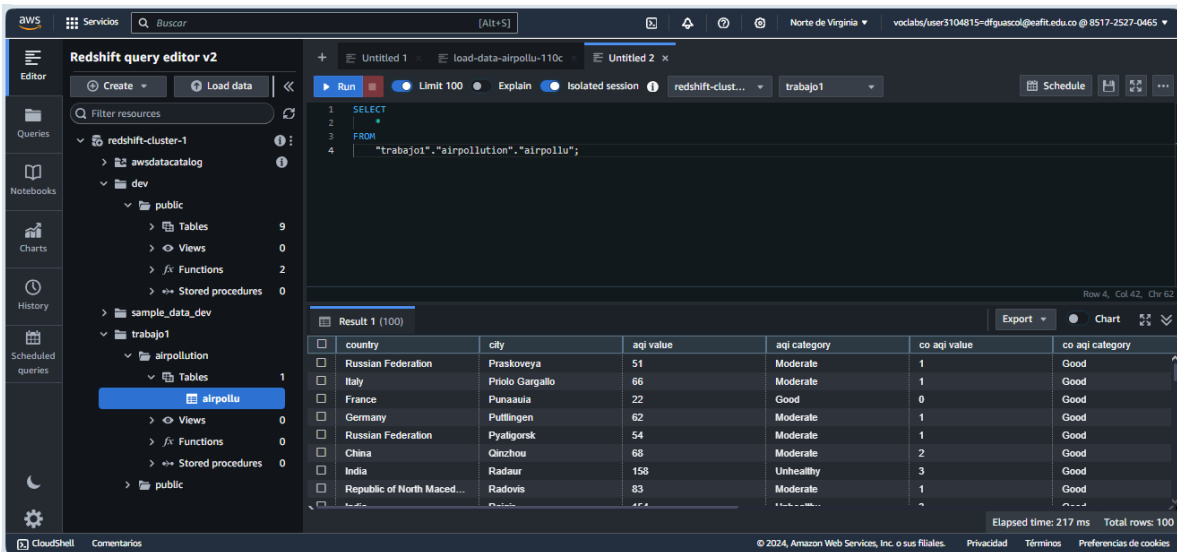 aws Servicios Buscar [Alt+S] Norte de Virginia voclabs/user3104815=dfguascol@eafit.edu.co @ 8517-2527-0465
Editor
Queries
Notebooks
Charts
History
Scheduled queries
Redshift query editor v2
Create Load data
Filter resources
redshift-cluster-1
awsdatacatalog
dev
public
Tables 9
Views 0
fx Functions 2
Stored procedures 0
sample_data_dev
trabajo1
airpollution
Tables 1
airpollu
Views 0
fx Functions 0
Stored procedures 0
public
+ Untitled 1 load-data-airpollu-110c Untitled 2
Run Limit 100 Explain Isolated session redshift-clust... trabajo1 Schedule
1 SELECT
2 *
3 FROM
4 "trabajo1"."airpollution"."airpollu";
Row 4, Col 42, Chr 62
Result 1 (100) Export Chart
country city aqi value aqi category co aqi value co aqi category
Russian Federation Praskoveya 51 Moderate 1 Good
Italy Priolo Gargallo 66 Moderate 1 Good
France Punaauia 22 Good 0 Good
Germany Puttlingen 62 Moderate 1 Good
Russian Federation Pyatigorsk 54 Moderate 1 Good
China Qinzhou 68 Moderate 2 Good
India Radaur 158 Unhealthy 3 Good
Republic of North Maced... Radovis 83 Moderate 1 Good
Elapsed time: 217 ms Total rows: 100
CloudShell Comentarios © 2024, Amazon Web Services, Inc. o sus filiales. Privacidad Términos Preferencias de cookies